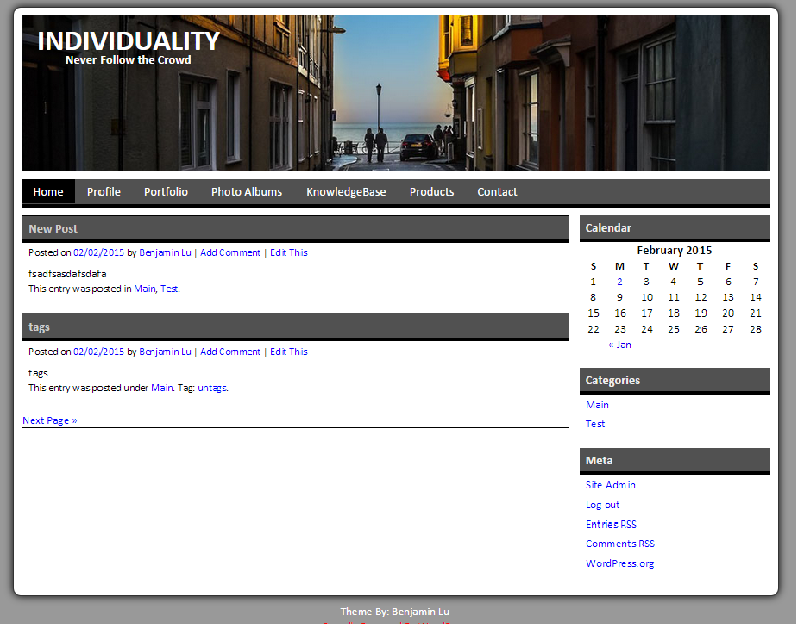 INDIVIDUALITY
Never Follow the Crowd
Home Profile Portfolio Photo Albums KnowledgeBase Products Contact
New Post
Posted on 02/02/2015 by Benjamin Lu | Add Comment | Edit This
fsadfsasdafsdafa
This entry was posted in Main, Test.
tags
Posted on 02/02/2015 by Benjamin Lu | Add Comment | Edit This
tags
This entry was posted under Main. Tag: untags.
Next Page »
Calendar
February 2015
S M T W T F S
1 2 3 4 5 6 7
8 9 10 11 12 13 14
15 16 17 18 19 20 21
22 23 24 25 26 27 28
« Jan
Categories
Main
Test
Meta
Site Admin
Log out
Entries RSS
Comments RSS
WordPress.org
Theme By: Benjamin Lu